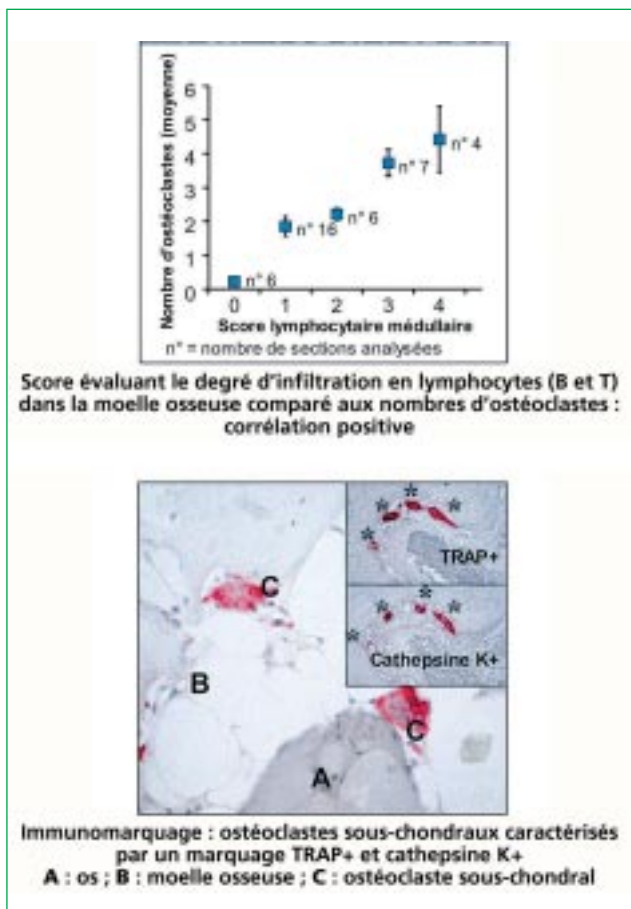 Nombre d'ostéoclastes (moyenne)
6
5
4
3
2
1
0
n° 6
n° 16
n° 6
n° 7
n° 4
0 1 2 3 4
Score lymphocytaire médullaire
n° = nombre de sections analysées
Score évaluant le degré d'infiltration en lymphocytes (B et T)
dans la moelle osseuse comparé aux nombres d'ostéoclastes :
corrélation positive
* * * *
TRAP+
* * * *
Cathepsine K+
C
B
C
A
Immunomarquage : ostéoclastes sous-chondraux caractérisés
par un marquage TRAP+ et cathepsine K+
A : os ; B : moelle osseuse ; C : ostéoclaste sous-chondral